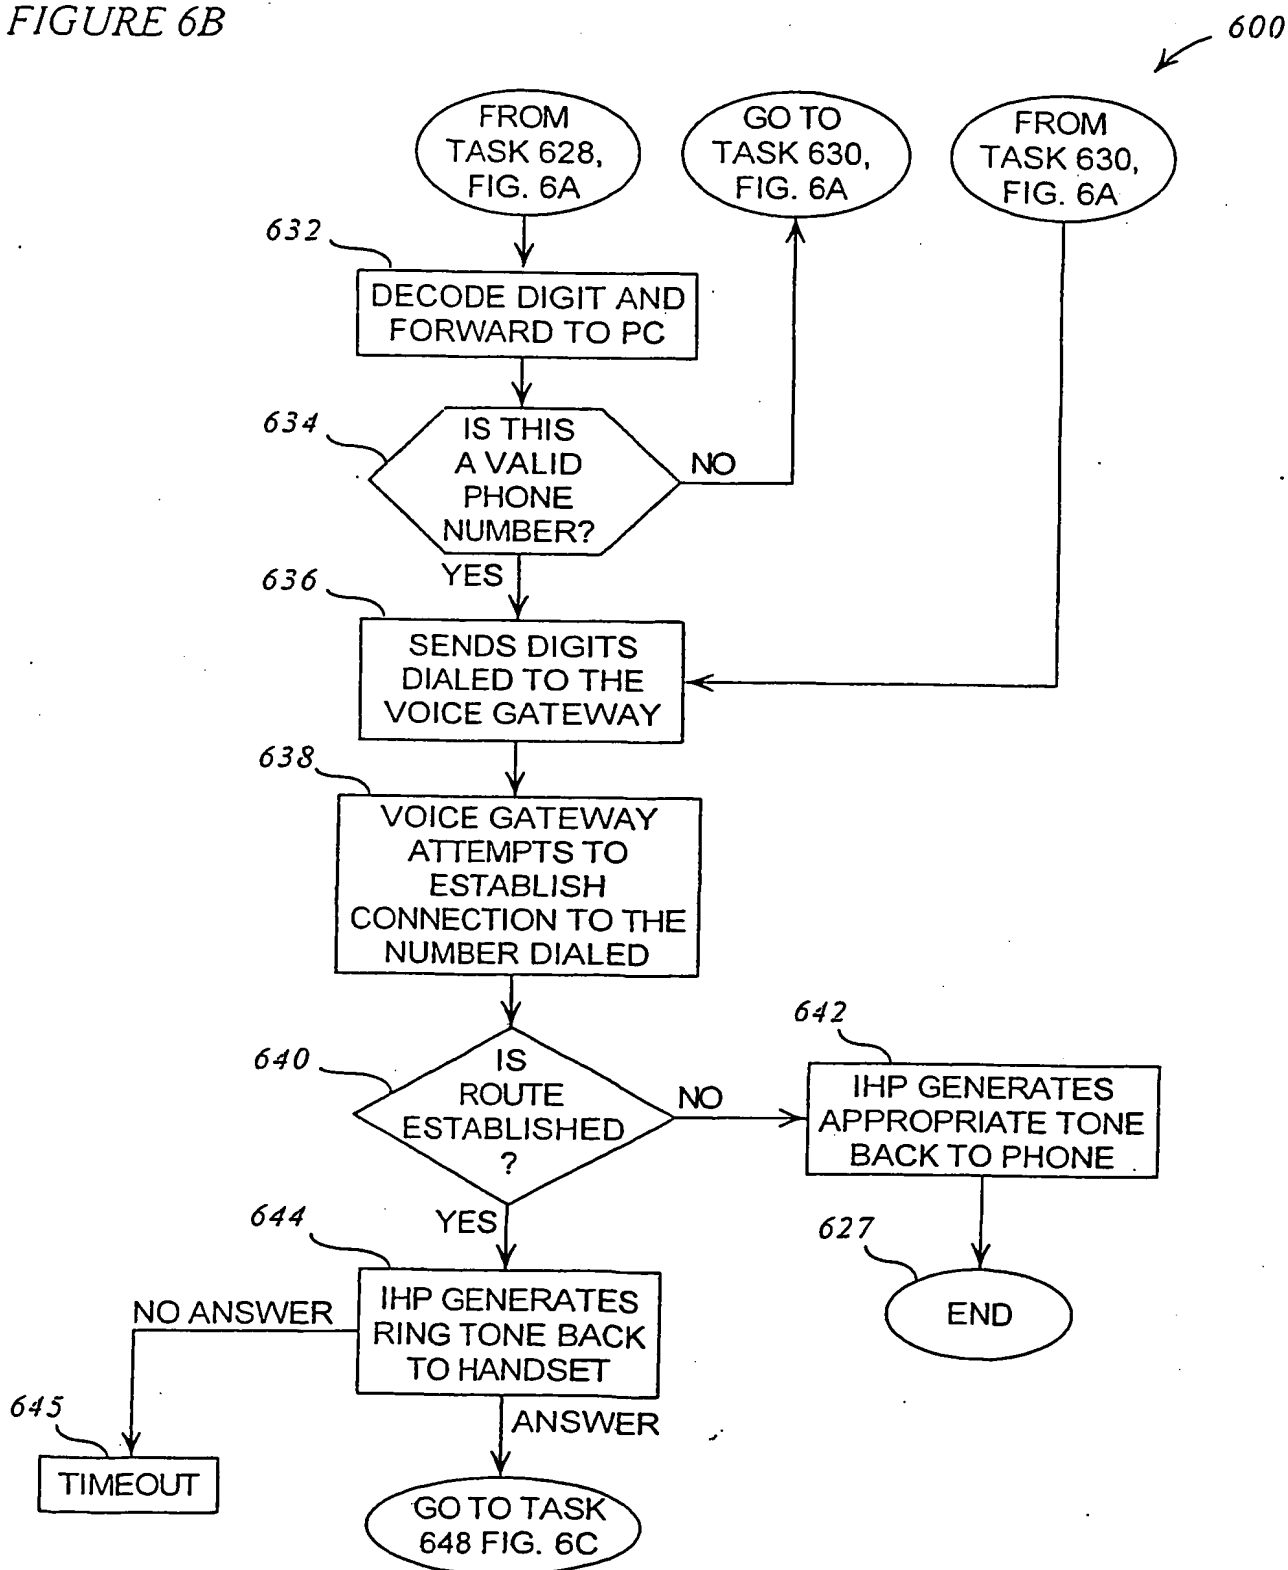 FIGURE 6B
600
FROM
TASK 628,
FIG. 6A
GO TO
TASK 630,
FIG. 6A
FROM
TASK 630,
FIG. 6A
632
DECODE DIGIT AND
FORWARD TO PC
634
IS THIS
A VALID
PHONE
NUMBER?
NO
YES
636
SENDS DIGITS
DIALED TO THE
VOICE GATEWAY
638
VOICE GATEWAY
ATTEMPTS TO
ESTABLISH
CONNECTION TO THE
NUMBER DIALED
640
IS
ROUTE
ESTABLISHED
?
NO
642
IHP GENERATES
APPROPRIATE TONE
BACK TO PHONE
YES
627
END
644
IHP GENERATES
RING TONE BACK
TO HANDSET
NO ANSWER
645
TIMEOUT
ANSWER
GO TO TASK
648 FIG. 6C